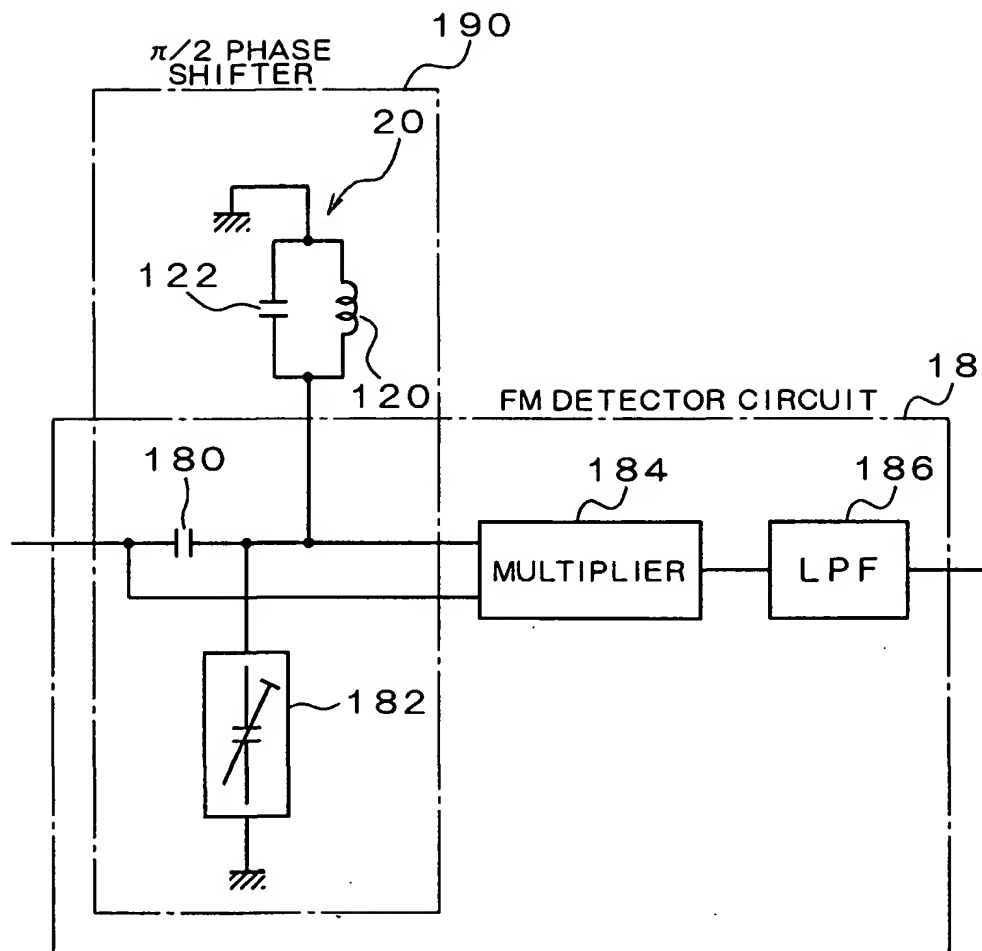 190
π/2 PHASE
SHIFTER
20
122
120
18
FM DETECTOR CIRCUIT
180
184
186
MULTIPLIER
LPF
182